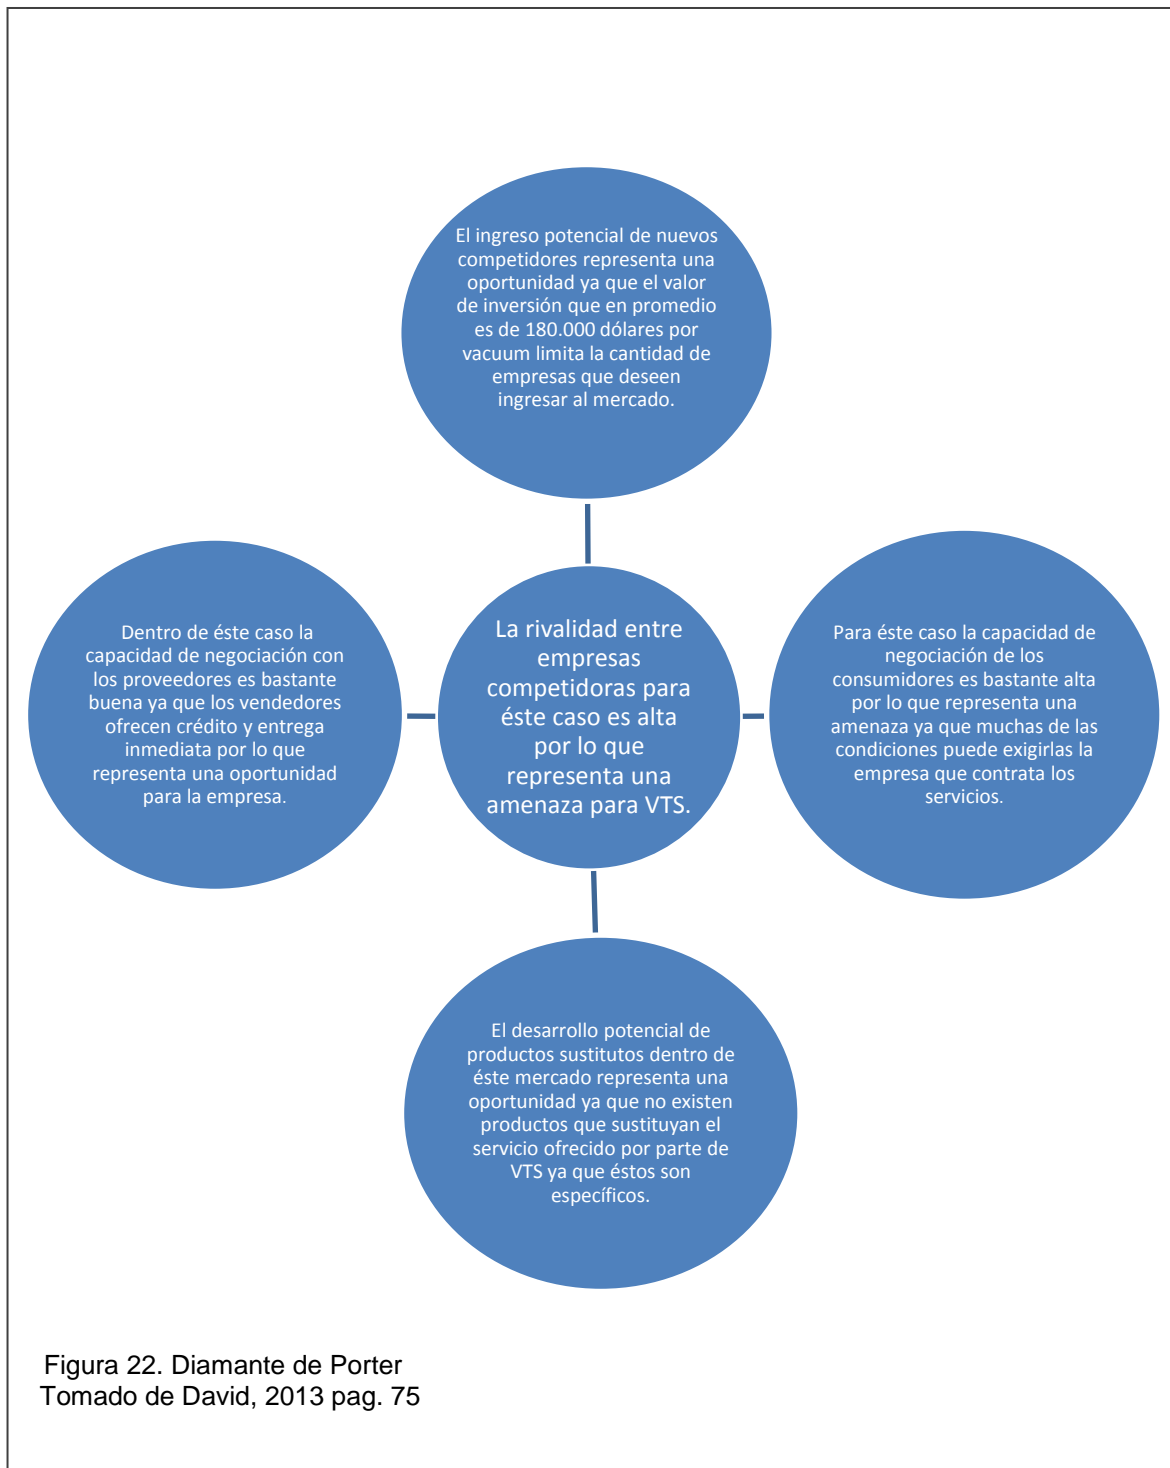 El ingreso potencial de nuevos
competidores representa una
oportunidad ya que el valor
de inversión que en promedio
es de 180.000 dólares por
vacuum limita la cantidad de
empresas que deseen
ingresar al mercado.
Dentro de éste caso la
capacidad de negociación con
los proveedores es bastante
buena ya que los vendedores
ofrecen crédito y entrega
inmediata por lo que
representa una oportunidad
para la empresa.
La rivalidad entre
empresas
competidoras para
éste caso es alta
por lo que
representa una
amenaza para VTS.
Para éste caso la capacidad de
negociación de los
consumidores es bastante alta
por lo que representa una
amenaza ya que muchas de las
condiciones puede exigirlas la
empresa que contrata los
servicios.
El desarrollo potencial de
productos sustitutos dentro de
éste mercado representa una
oportunidad ya que no existen
productos que sustituyan el
servicio ofrecido por parte de
VTS ya que éstos son
específicos.
Figura 22. Diamante de Porter
Tomado de David, 2013 pag. 75